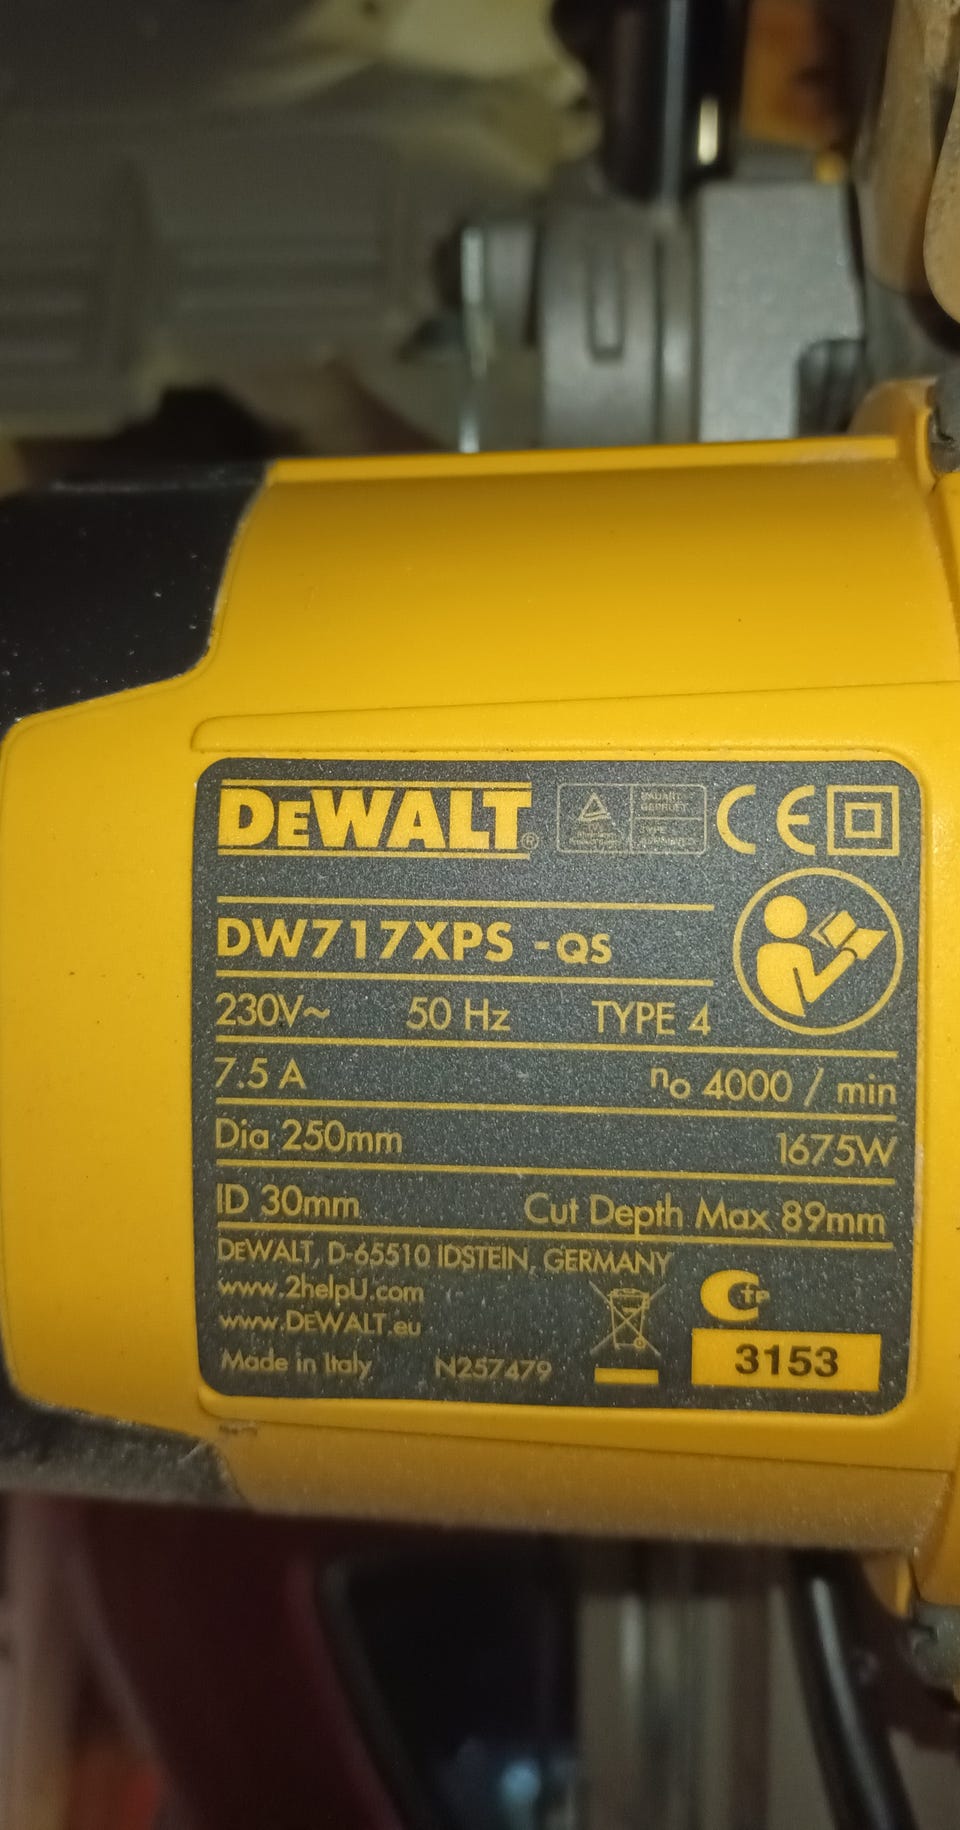 DEWALT®
CE
DW717XPS -QS
230V~ 50 Hz TYPE 4
7.5 A n₀ 4000 / min
Dia 250mm 1675W
ID 30mm Cut Depth Max 89mm
DEWALT, D-65510 IDSTEIN, GERMANY
www.2helpU.com
www.DEWALT.eu
Made in Italy N257479
3153